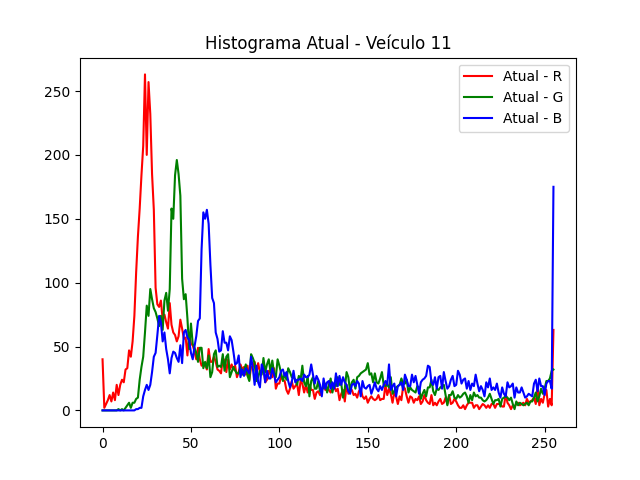 Histograma Atual - Veículo 11
Atual - R
Atual - G
Atual - B
250
200
150
100
50
0
0 50 100 150 200 250